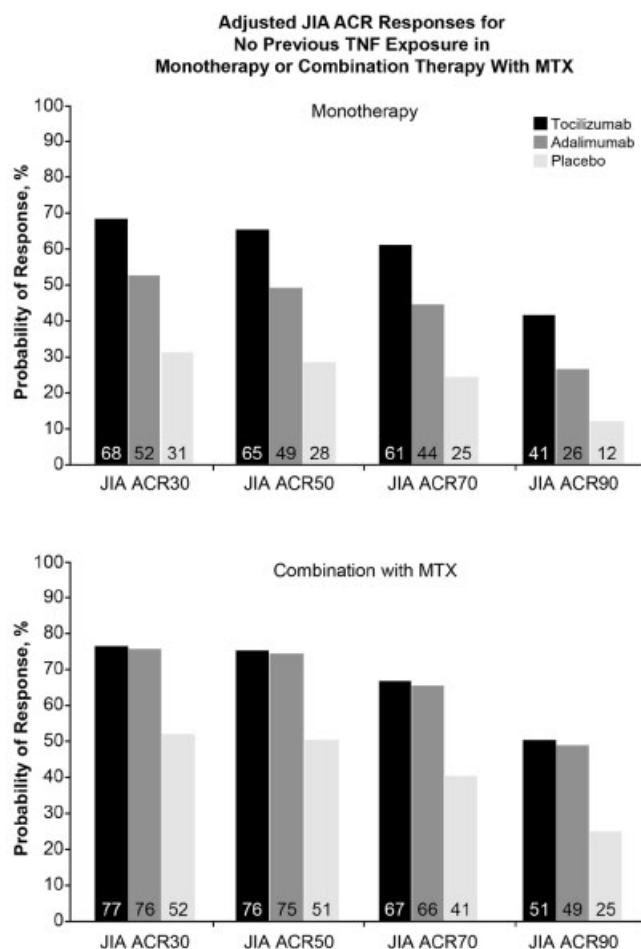 Adjusted JIA ACR Responses for
No Previous TNF Exposure in
Monotherapy or Combination Therapy With MTX
Monotherapy
Tocilizumab
Adalimumab
Placebo
Probability of Response, %
100
90
80
70
60
50
40
30
20
10
0
68 52 31 65 49 28 61 44 25 41 26 12
JIA ACR30 JIA ACR50 JIA ACR70 JIA ACR90
Combination with MTX
Probability of Response, %
100
90
80
70
60
50
40
30
20
10
0
77 76 52 76 75 51 67 66 41 51 49 25
JIA ACR30 JIA ACR50 JIA ACR70 JIA ACR90